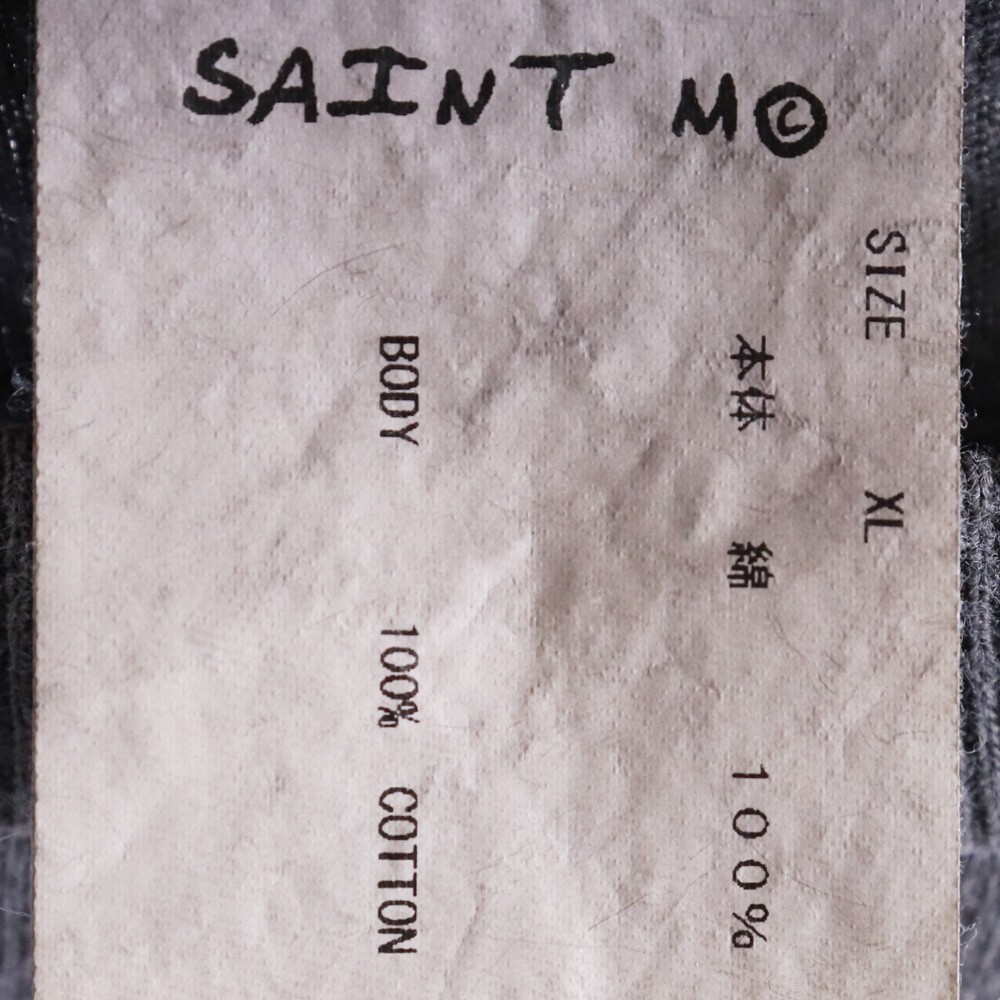 SAINT M©
SIZE XL
本体 綿 100%
BODY 100% COTTON